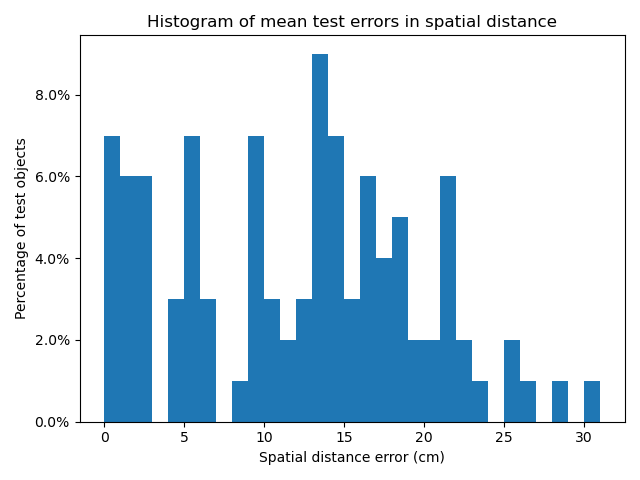 Histogram of mean test errors in spatial distance
Percentage of test objects
8.0%
6.0%
4.0%
2.0%
0.0%
0 5 10 15 20 25 30
Spatial distance error (cm)